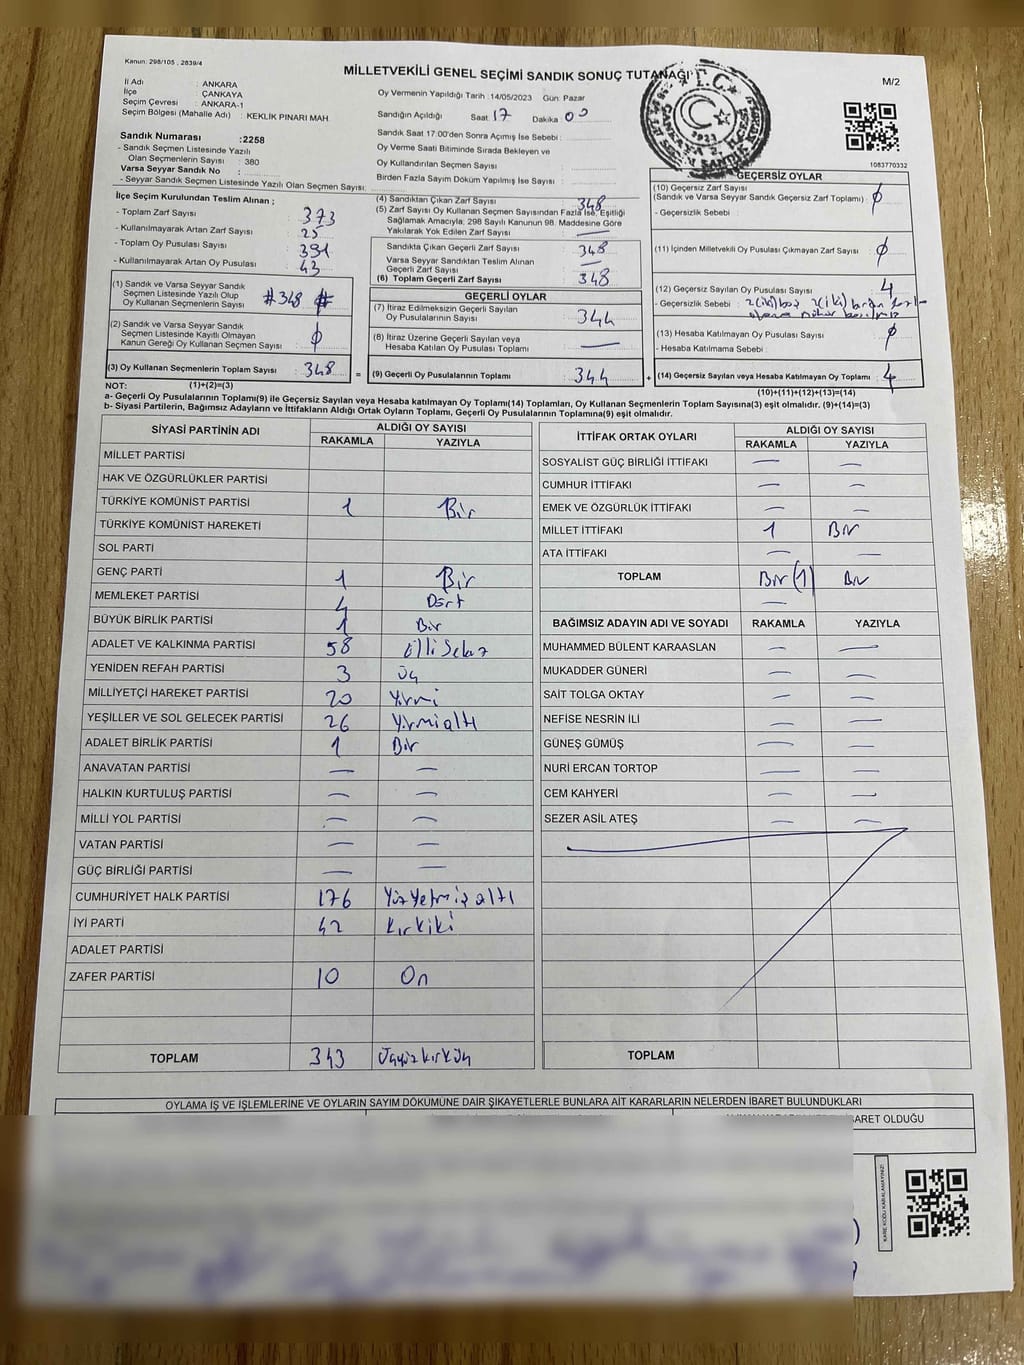 Kanun: 298/105 , 2839/4
MİLLETVEKİLİ GENEL SEÇİMİ SANDIK SONUÇ TUTANAĞI
M/2
İl Adı : ANKARA
İlçe : ÇANKAYA
Seçim Çevresi : ANKARA-1
Seçim Bölgesi (Mahalle Adı) : KEKLİK PINARI MAH.
Sandık Numarası :2258
- Sandık Seçmen Listesinde Yazılı
Olan Seçmenlerin Sayısı : 380
Varsa Seyyar Sandık No :
- Seyyar Sandık Seçmen Listesinde Yazılı Olan Seçmen Sayısı:
Oy Vermenin Yapıldığı Tarih :14/05/2023 Gün: Pazar
Sandığın Açıldığı Saat 17 Dakika 00
Sandık Saat 17:00'den Sonra Açılmış İse Sebebi :
Oy Verme Saati Bitiminde Sırada Bekleyen ve
Oy Kullandırılan Seçmen Sayısı
Birden Fazla Sayım Döküm Yapılmış İse Sayısı :
T.C.
2023
1083770332
İlçe Seçim Kurulundan Teslim Alınan ;
- Toplam Zarf Sayısı : 373
- Kullanılmayarak Artan Zarf Sayısı : 25
- Toplam Oy Pusulası Sayısı : 391
- Kullanılmayarak Artan Oy Pusulası : 43
(1) Sandık ve Varsa Seyyar Sandık
Seçmen Listesinde Yazılı Olup
Oy Kullanan Seçmenlerin Sayısı # 348 #
(2) Sandık ve Varsa Seyyar Sandık
Seçmen Listesinde Kayıtlı Olmayan
Kanun Gereği Oy Kullanan Seçmen Sayısı : ϕ
(3) Oy Kullanan Seçmenlerin Toplam Sayısı : 348
(4) Sandıktan Çıkan Zarf Sayısı : 348
(5) Zarf Sayısı Oy Kullanan Seçmen Sayısından Fazla İse, Eşitliği
Sağlamak Amacıyla; 298 Sayılı Kanunun 98. Maddesine Göre
Yakılarak Yok Edilen Zarf Sayısı : —
Sandıkta Çıkan Geçerli Zarf Sayısı : 348
Varsa Seyyar Sandıktan Teslim Alınan
Geçerli Zarf Sayısı : —
(6) Toplam Geçerli Zarf Sayısı : 348
GEÇERLİ OYLAR
(7) İtiraz Edilmeksizin Geçerli Sayılan
Oy Pusulalarının Sayısı : 344
(8) İtiraz Üzerine Geçerli Sayılan veya
Hesaba Katılan Oy Pusulası Toplamı : —
= (9) Geçerli Oy Pusulalarının Toplamı : 344
GEÇERSİZ OYLAR
(10) Geçersiz Zarf Sayısı
(Sandık ve Varsa Seyyar Sandık Geçersiz Zarf Toplamı) : ϕ
- Geçersizlik Sebebi :
(11) İçinden Milletvekili Oy Pusulası Çıkmayan Zarf Sayısı : ϕ
(12) Geçersiz Sayılan Oy Pusulası Sayısı : 4
- Geçersizlik Sebebi : 2(iki) boş 2(iki) birden fazla
(13) Hesaba Katılmayan Oy Pusulası Sayısı : ϕ
- Hesaba Katılmama Sebebi :
+ (14) Geçersiz Sayılan veya Hesaba Katılmayan Oy Toplamı : 4
NOT: (1)+(2)=(3)
(10)+(11)+(12)+(13)=(14)
a- Geçerli Oy Pusulalarının Toplamı(9) ile Geçersiz Sayılan veya Hesaba katılmayan Oy Toplamı(14) Toplamları, Oy Kullanan Seçmenlerin Toplam Sayısına(3) eşit olmalıdır. (9)+(14)=(3)
b- Siyasi Partilerin, Bağımsız Adayların ve İttifakların Aldığı Ortak Oyların Toplamı, Geçerli Oy Pusulalarının Toplamına(9) eşit olmalıdır.
SİYASİ PARTİNİN ADI ALDIĞI OY SAYISI
RAKAMLA YAZIYLA
MİLLET PARTİSİ
HAK VE ÖZGÜRLÜKLER PARTİSİ
TÜRKİYE KOMÜNİST PARTİSİ 1 Bir
TÜRKİYE KOMÜNİST HAREKETİ
SOL PARTİ
GENÇ PARTİ 1 Bir
MEMLEKET PARTİSİ 4 Dört
BÜYÜK BİRLİK PARTİSİ 1 Bir
ADALET VE KALKINMA PARTİSİ 58 Elli Sekiz
YENİDEN REFAH PARTİSİ 3 Üç
MİLLİYETÇİ HAREKET PARTİSİ 20 Yirmi
YEŞİLLER VE SOL GELECEK PARTİSİ 26 Yirmialtı
ADALET BİRLİK PARTİSİ 1 Bir
ANAVATAN PARTİSİ — —
HALKIN KURTULUŞ PARTİSİ — —
MİLLİ YOL PARTİSİ — —
VATAN PARTİSİ — —
GÜÇ BİRLİĞİ PARTİSİ — —
CUMHURİYET HALK PARTİSİ 176 Yüz Yetmiş altı
İYİ PARTİ 42 Kırkiki
ADALET PARTİSİ
ZAFER PARTİSİ 10 On
TOPLAM 343 Üçyüzkırküç
İTTİFAK ORTAK OYLARI ALDIĞI OY SAYISI
RAKAMLA YAZIYLA
SOSYALİST GÜÇ BİRLİĞİ İTTİFAKI — —
CUMHUR İTTİFAKI — —
EMEK VE ÖZGÜRLÜK İTTİFAKI — —
MİLLET İTTİFAKI 1 Bir
ATA İTTİFAKI — —
TOPLAM Bir (1) Bir
—
BAĞIMSIZ ADAYIN ADI VE SOYADI RAKAMLA YAZIYLA
MUHAMMED BÜLENT KARAASLAN — —
MUKADDER GÜNERİ — —
SAİT TOLGA OKTAY — —
NEFİSE NESRİN İLİ — —
GÜNEŞ GÜMÜŞ — —
NURİ ERCAN TORTOP — —
CEM KAHYERİ — —
SEZER ASİL ATEŞ — —
TOPLAM
OYLAMA İŞ VE İŞLEMLERİNE VE OYLARIN SAYIM DÖKÜMÜNE DAİR ŞİKAYETLERLE BUNLARA AİT KARARLARIN NELERDEN İBARET BULUNDUKLARI
BARET OLDUĞU
KARE KODU KARALAMAYINIZ!